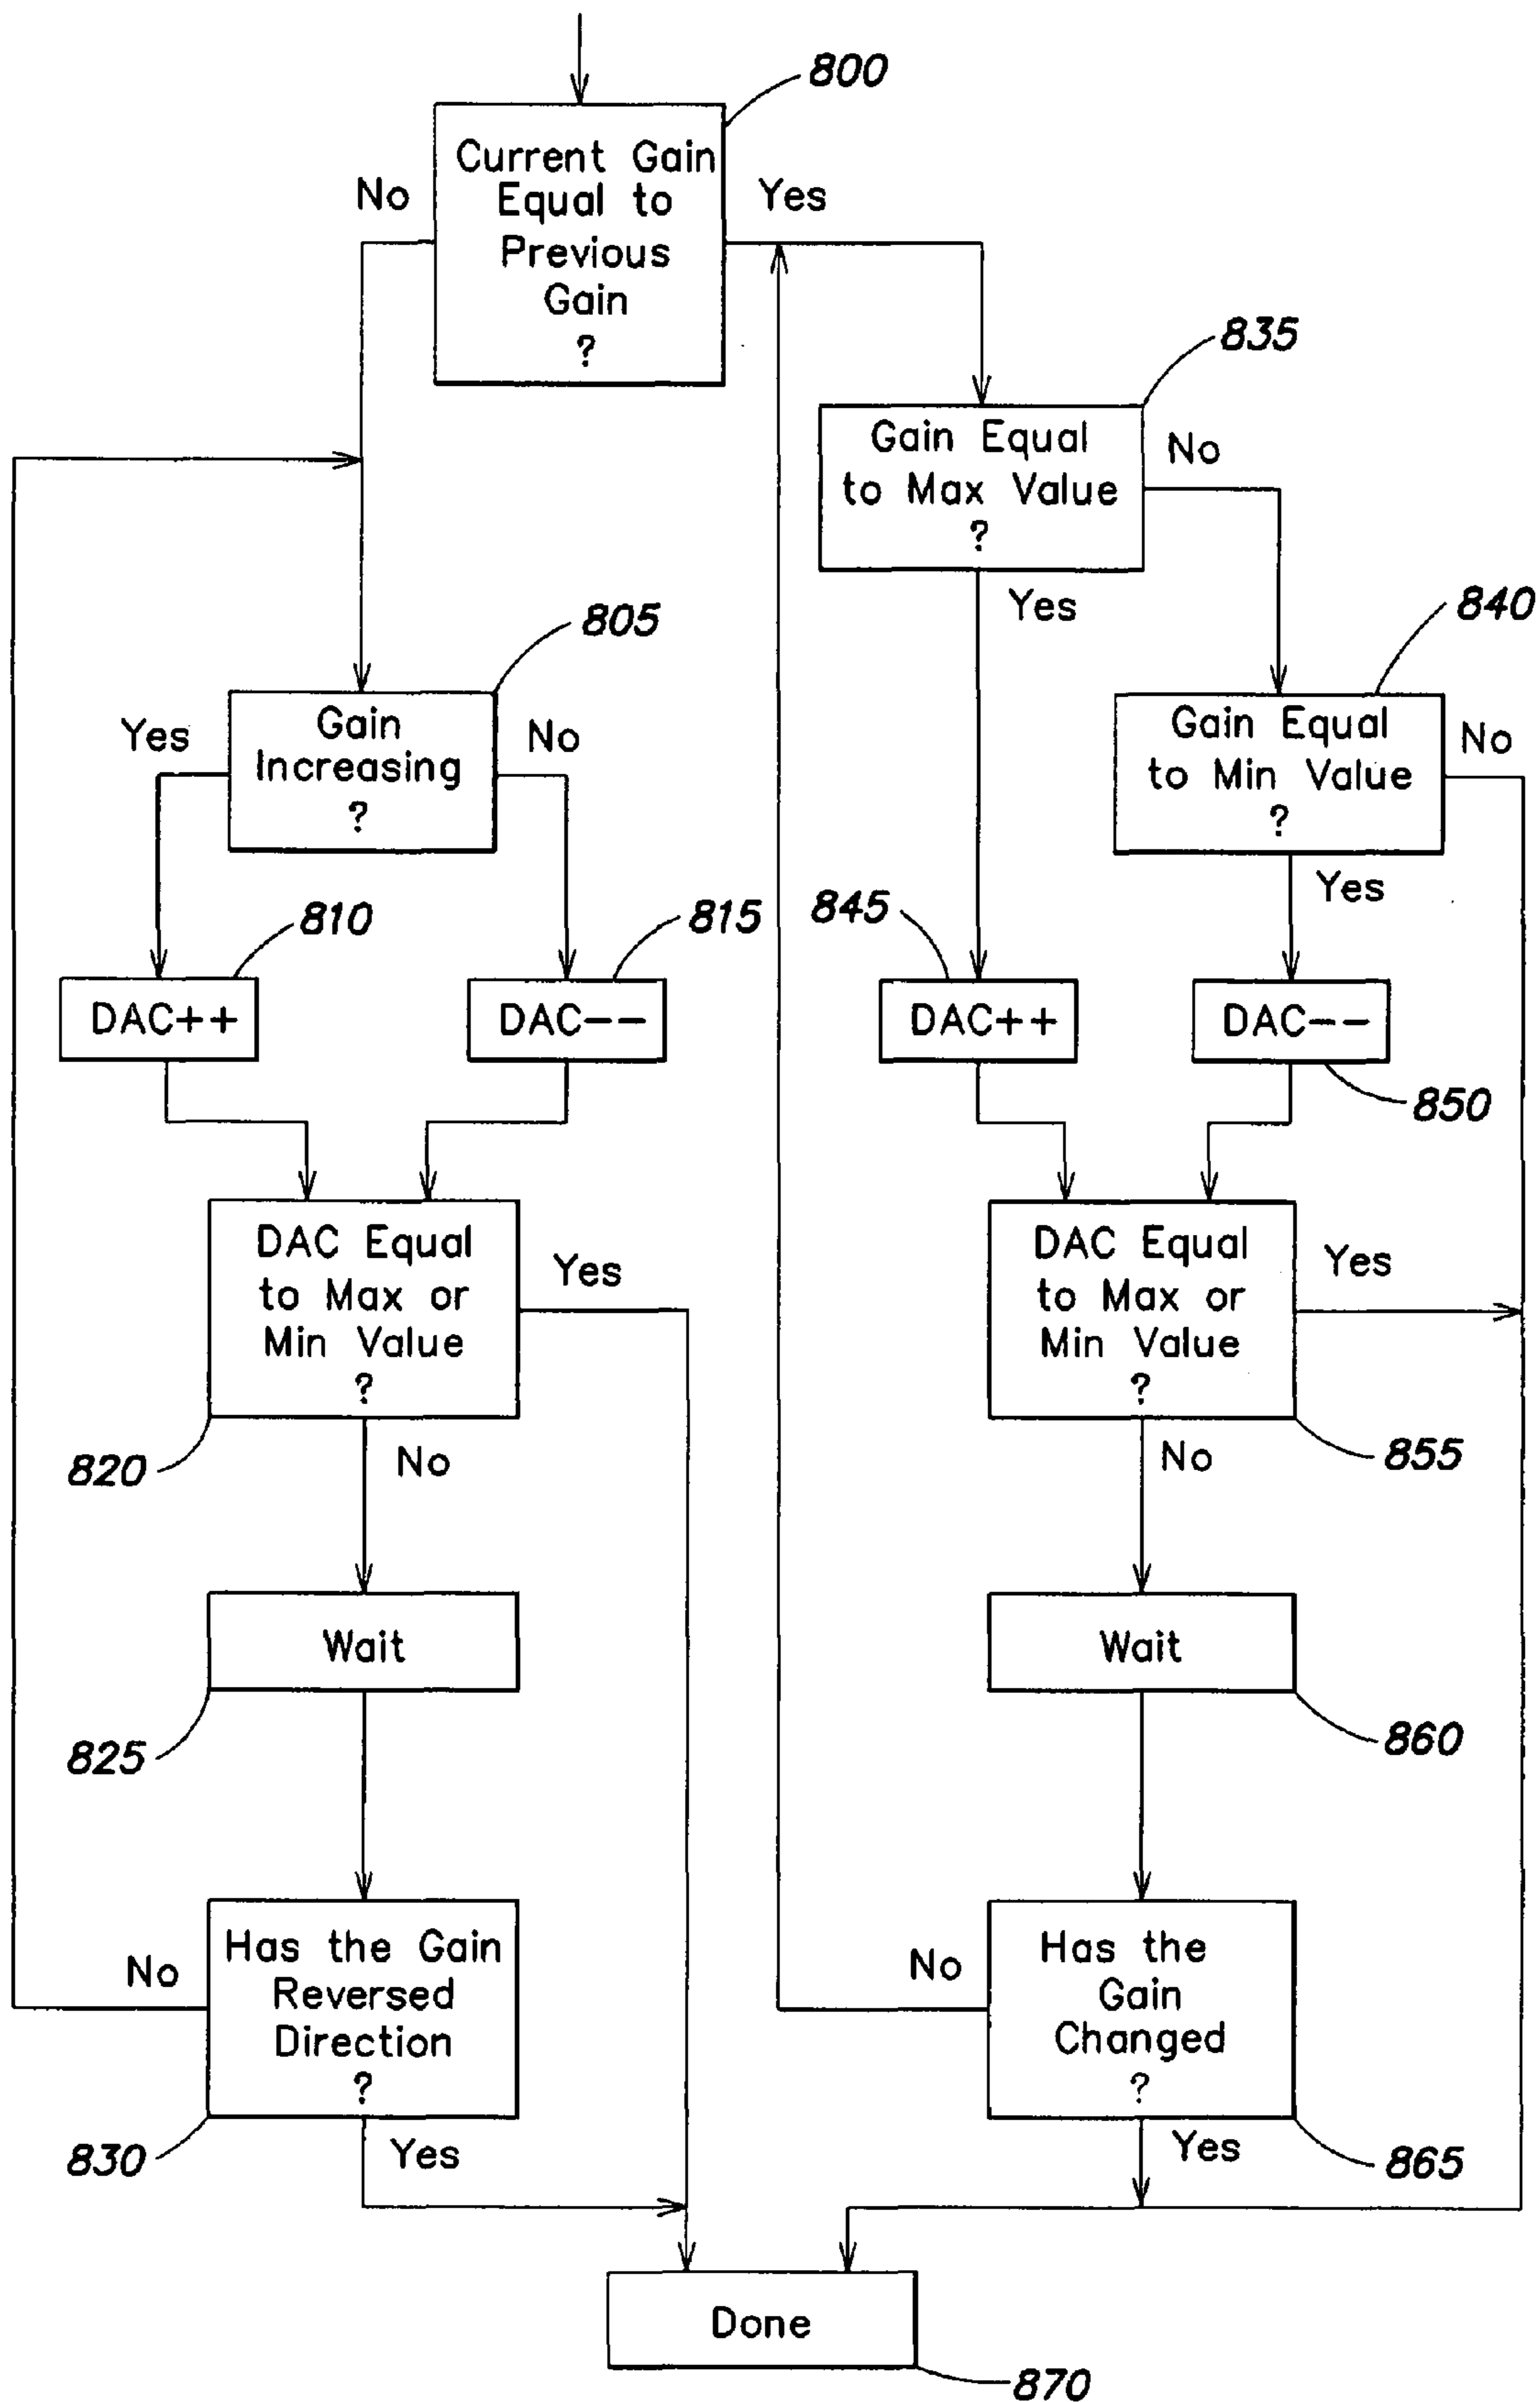 800
Current Gain
Equal to
Previous
Gain
?
No
Yes
835
Gain Equal
to Max Value
?
No
Yes
805
Gain
Increasing
?
Yes
No
840
Gain Equal
to Min Value
?
No
Yes
810
DAC++
815
DAC--
845
DAC++
DAC--
850
DAC Equal
to Max or
Min Value
?
Yes
820
No
DAC Equal
to Max or
Min Value
?
Yes
855
No
Wait
825
Wait
860
Has the Gain
Reversed
Direction
?
No
830
Yes
Has the
Gain
Changed
?
No
Yes
865
Done
870